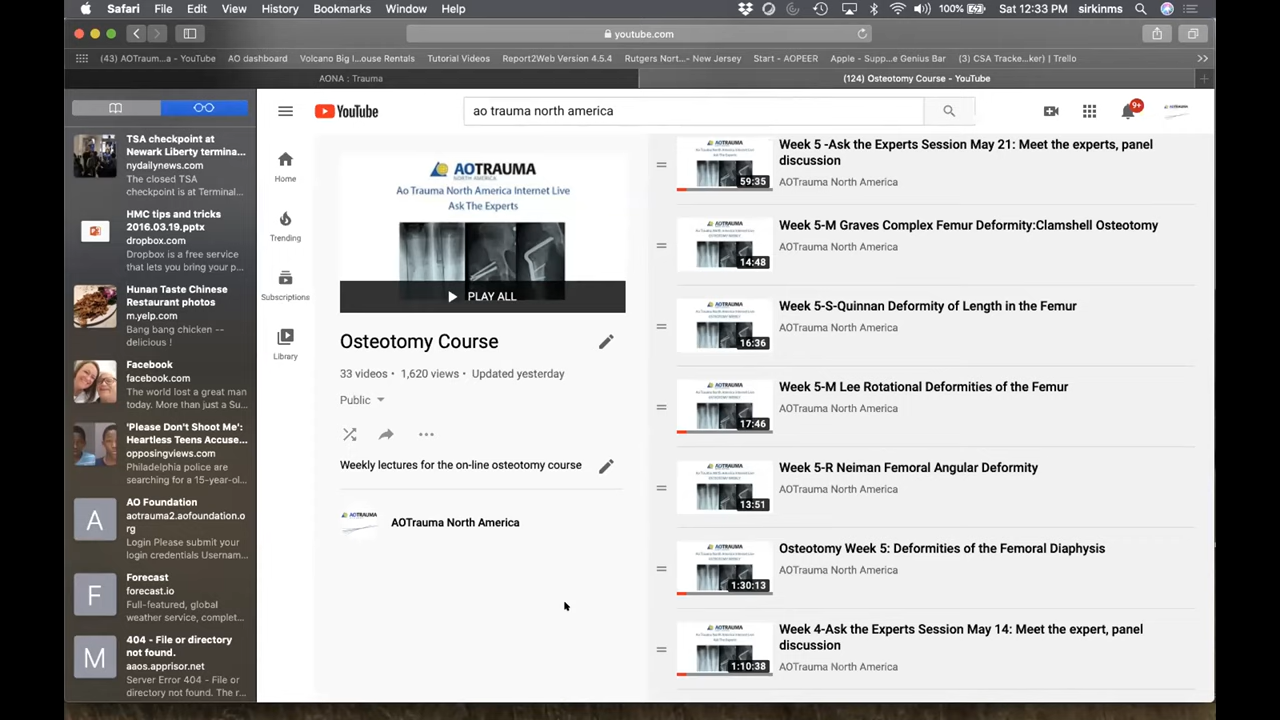 Safari File Edit View History Bookmarks Window Help 100% Sat 12:33 PM sirkinms
youtube.com
(43) AOTraum...a - YouTube AO dashboard Volcano Big I...ouse Rentals Tutorial Videos Report2Web Version 4.5.4 Rutgers Nort...- New Jersey Start - AOPEER Apple - Supp...e Genius Bar (3) CSA Tracke...ker) | Trello
AONA : Trauma
(124) Osteotomy Course - YouTube
TSA checkpoint at
Newark Liberty termina...
nydailynews.com
The closed TSA
checkpoint is at Terminal...
HMC tips and tricks
2016.03.19.pptx
dropbox.com
Dropbox is a free service
that lets you bring your p...
Hunan Taste Chinese
Restaurant photos
m.yelp.com
Bang bang chicken --
delicious !
Facebook
facebook.com
The world lost a great man
today. More than just a Su...
'Please Don't Shoot Me':
Heartless Teens Accuse...
opposingviews.com
Philadelphia police are
searching for a 15-year-ol...
A
AO Foundation
aotrauma2.aofoundation.o
rg
Login Please submit your
login credentials Usernam...
F
Forecast
forecast.io
Full-featured, global
weather service, complet...
M
404 - File or directory
not found.
aaos.apprisor.net
Server Error 404 - File or
directory not found. The r...
YouTube
ao trauma north america
9+
Home
Trending
Subscriptions
Library
AOTRAUMA
NORTH AMERICA
Ao Trauma North America Internet Live
Ask The Experts
PLAY ALL
Osteotomy Course
33 videos • 1,620 views • Updated yesterday
Public
Weekly lectures for the on-line osteotomy course
AOTrauma North America
Week 5 -Ask the Experts Session May 21: Meet the experts, panel
discussion
AOTrauma North America
59:35
Week 5-M Graves Complex Femur Deformity:Clamshell Osteotomy
AOTrauma North America
14:48
Week 5-S-Quinnan Deformity of Length in the Femur
AOTrauma North America
16:36
Week 5-M Lee Rotational Deformities of the Femur
AOTrauma North America
17:46
Week 5-R Neiman Femoral Angular Deformity
AOTrauma North America
13:51
Osteotomy Week 5: Deformities of the Femoral Diaphysis
AOTrauma North America
1:30:13
Week 4-Ask the Experts Session May 14: Meet the expert, panel
discussion
AOTrauma North America
1:10:38